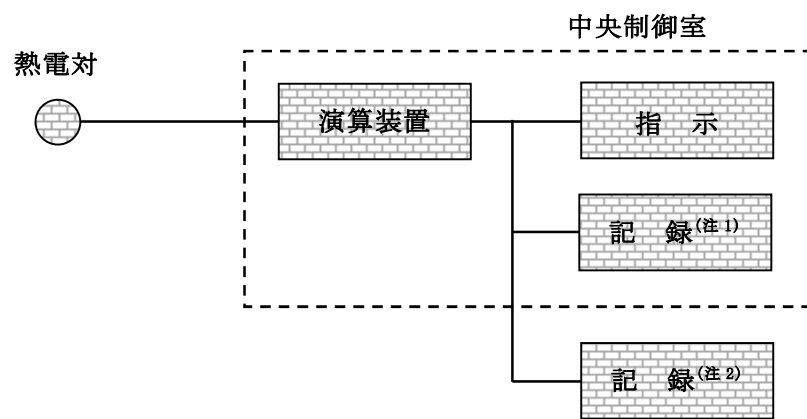 中央制御室
熱電対
演算装置
指 示
記 録(注1)
記 録(注2)